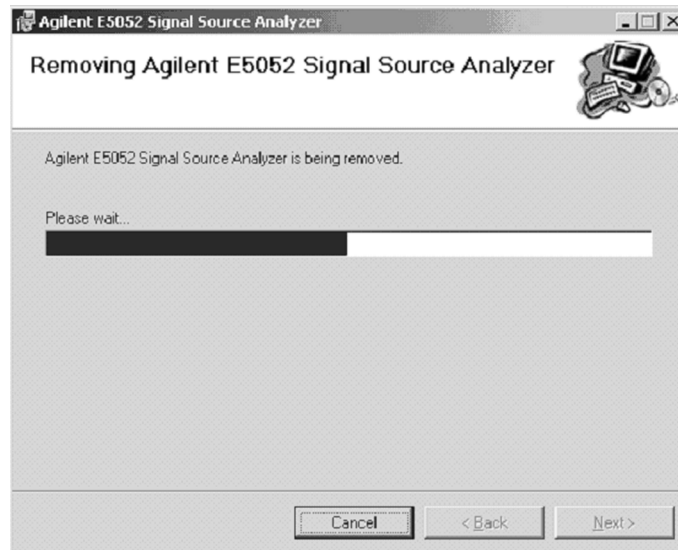 Agilent E5052 Signal Source Analyzer
Removing Agilent E5052 Signal Source Analyzer
Agilent E5052 Signal Source Analyzer is being removed.
Please wait...
Cancel
< Back
Next >